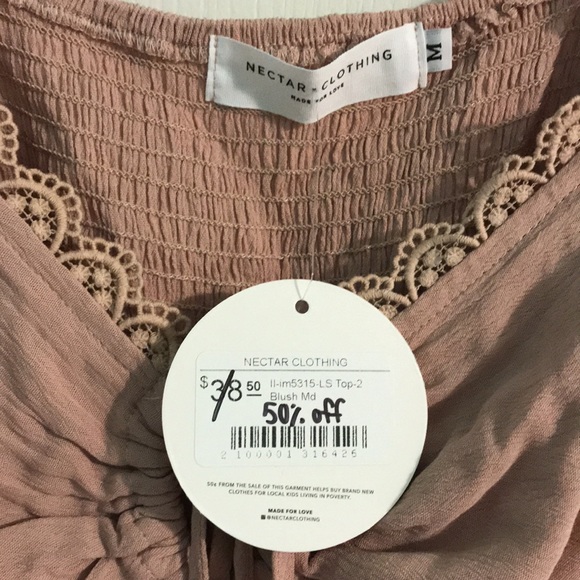 NECTAR - CLOTHING
MADE FOR LOVE
M
NECTAR CLOTHING
$38 50 II-im5315-LS Top-2
Blush Md
50% off
2 100001 316426
50¢ FROM THE SALE OF THIS GARMENT HELPS BUY BRAND NEW
CLOTHES FOR LOCAL KIDS LIVING IN POVERTY
MADE FOR LOVE
@NECTARCLOTHING